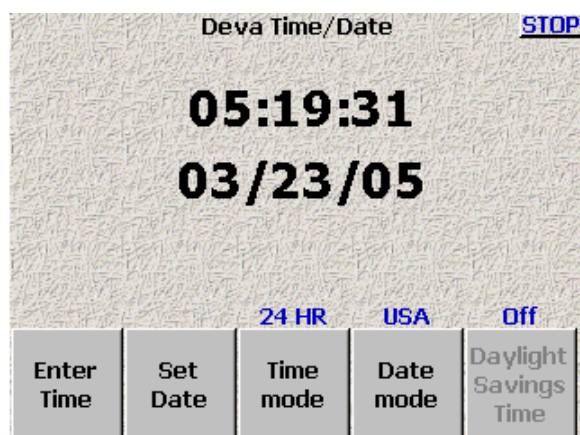 Deva Time/Date STOP
05:19:31
03/23/05
24 HR USA Off
Enter Time
Set Date
Time mode
Date mode
Daylight Savings Time